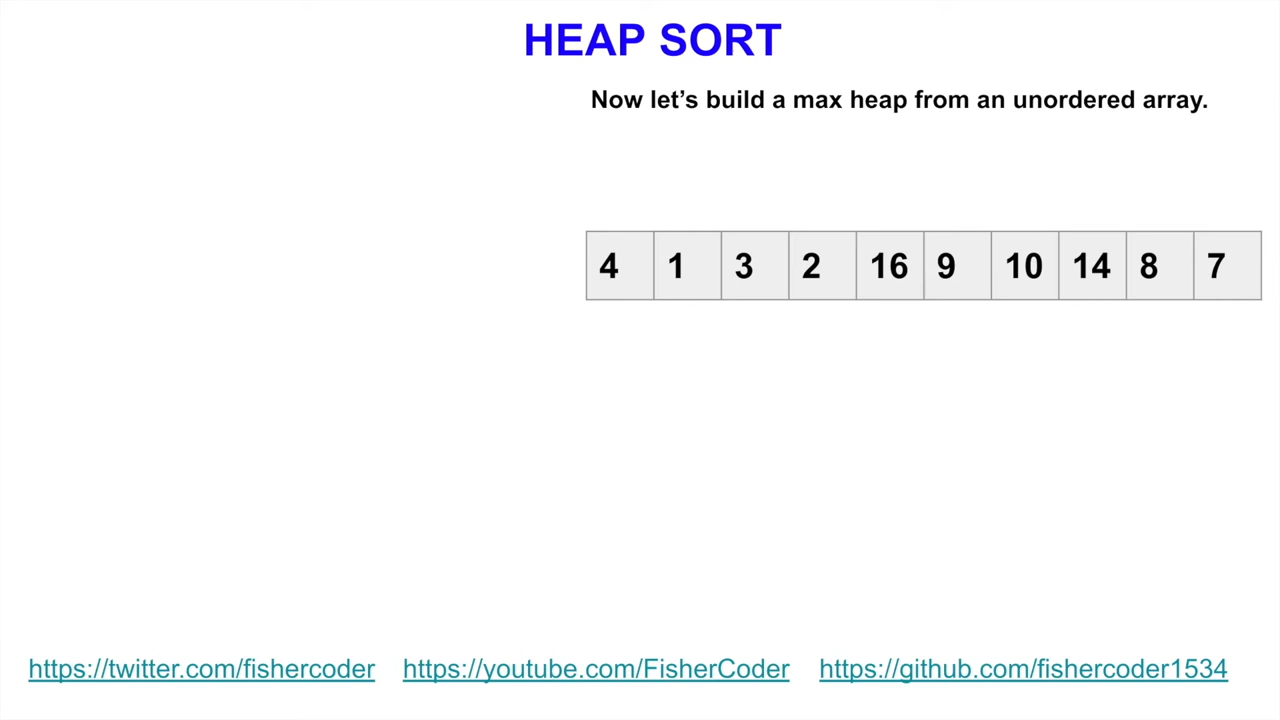 HEAP SORT
Now let's build a max heap from an unordered array.
4 1 3 2 16 9 10 14 8 7
https://twitter.com/fishercoder https://youtube.com/FisherCoder https://github.com/fishercoder1534